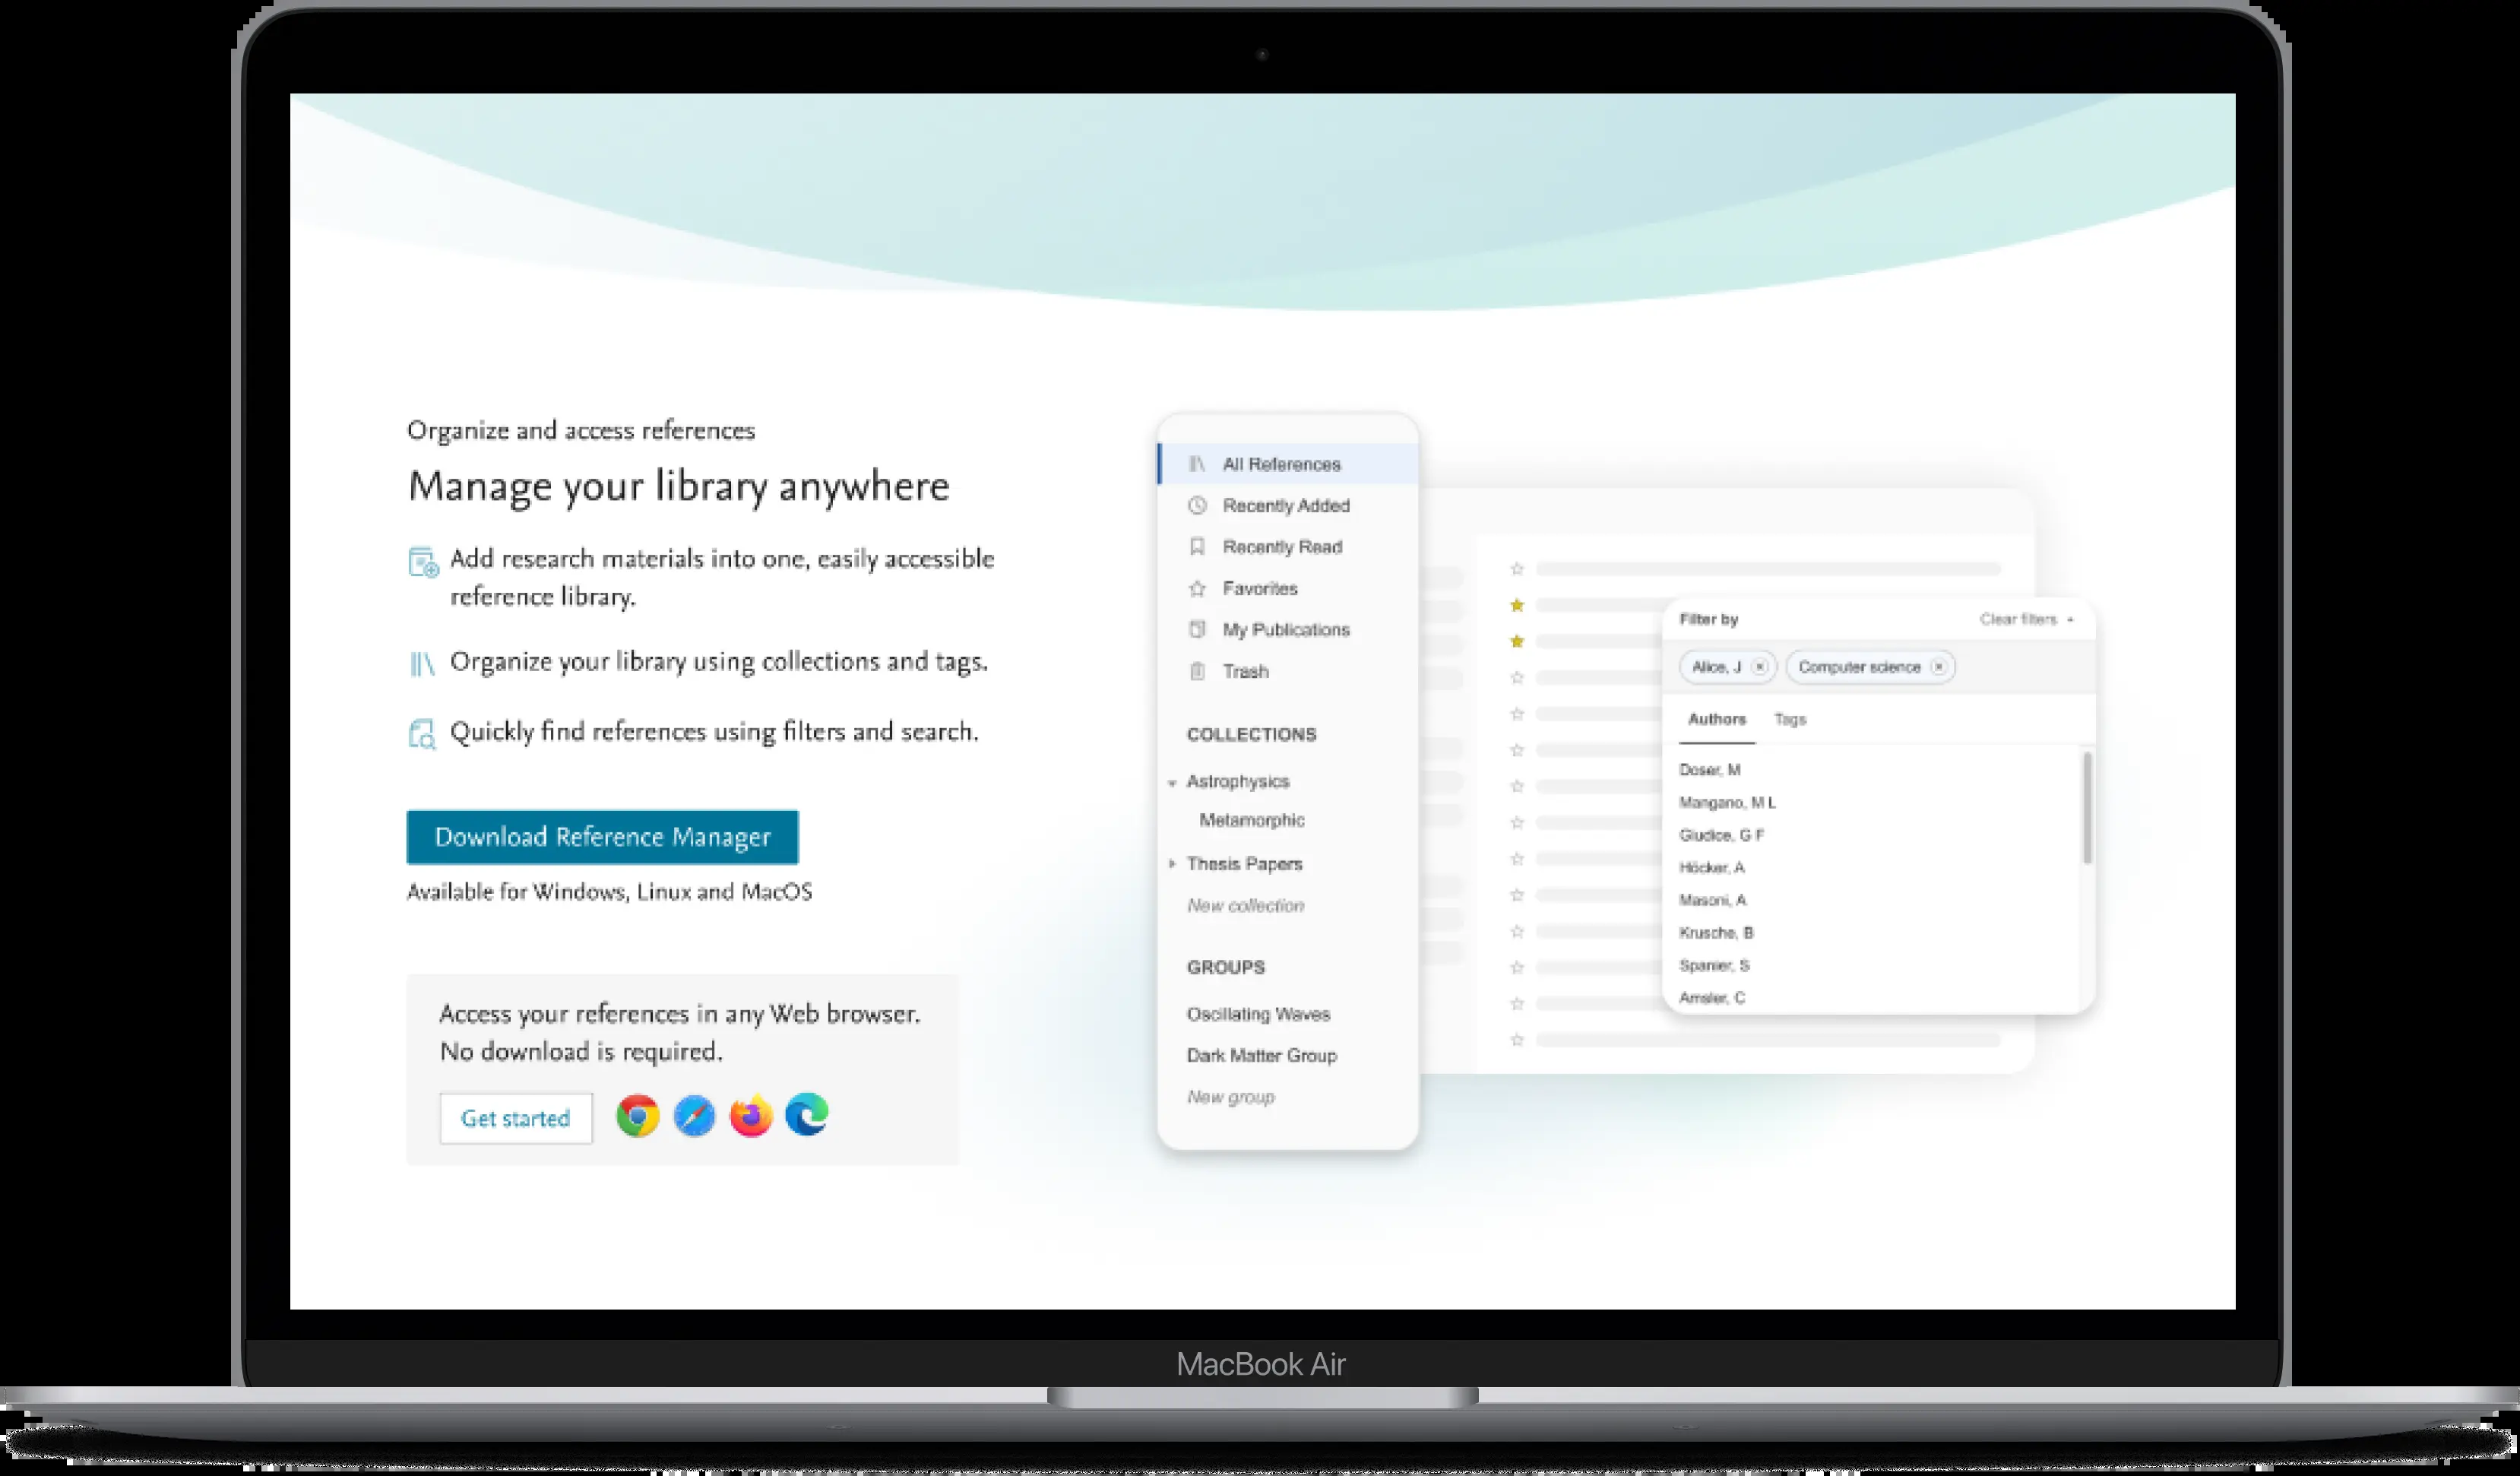 Organize and access references
Manage your library anywhere
Add research materials into one, easily accessible
reference library.
Organize your library using collections and tags.
Quickly find references using filters and search.
Download Reference Manager
Available for Windows, Linux and MacOS
Access your references in any Web browser.
No download is required.
Get started
All References
Recently Added
Recently Read
Favorites
My Publications
Trash
COLLECTIONS
Astrophysics
Metamorphic
Thesis Papers
New collection
GROUPS
Oscillating Waves
Dark Matter Group
New group
Filter by
Clear filters
Alice, J
Computer science
Authors
Tags
Doser, M
Mangano, M L
Giudice, G F
Höcker, A
Masoni, A
Krusche, B
Spanier, S
Amsler, C
MacBook Air